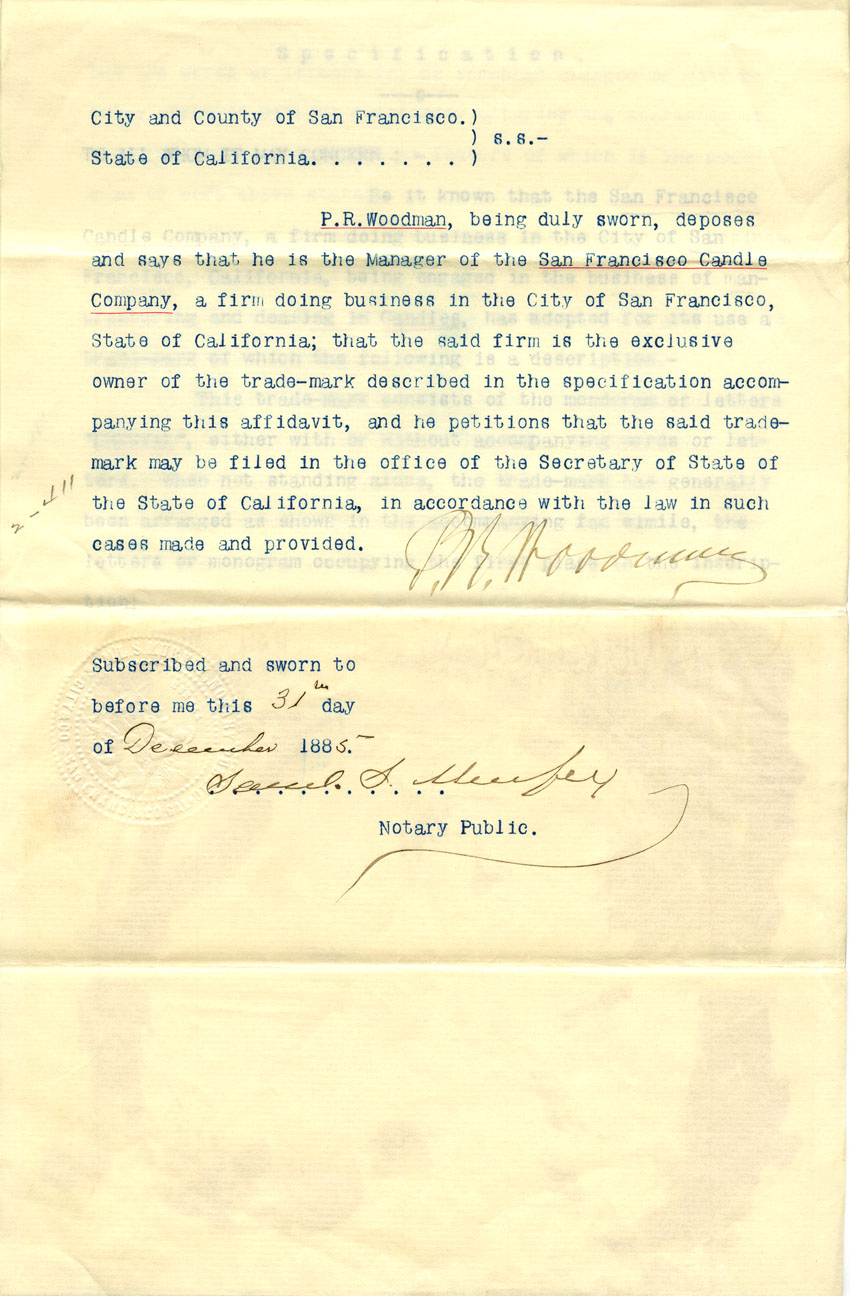 City and County of San Francisco.)
) s.s.-
State of California. . . . . . . )
P.R.Woodman, being duly sworn, deposes
and says that he is the Manager of the San Francisco Candle
Company, a firm doing business in the City of San Francisco,
State of California; that the said firm is the exclusive
owner of the trade-mark described in the specification accom-
panying this affidavit, and he petitions that the said trade-
mark may be filed in the office of the Secretary of State of
the State of California, in accordance with the law in such
cases made and provided.
P. R. Woodman
Subscribed and sworn to
before me this 31 day
of December 1885.
Saml. S.
Notary Public.